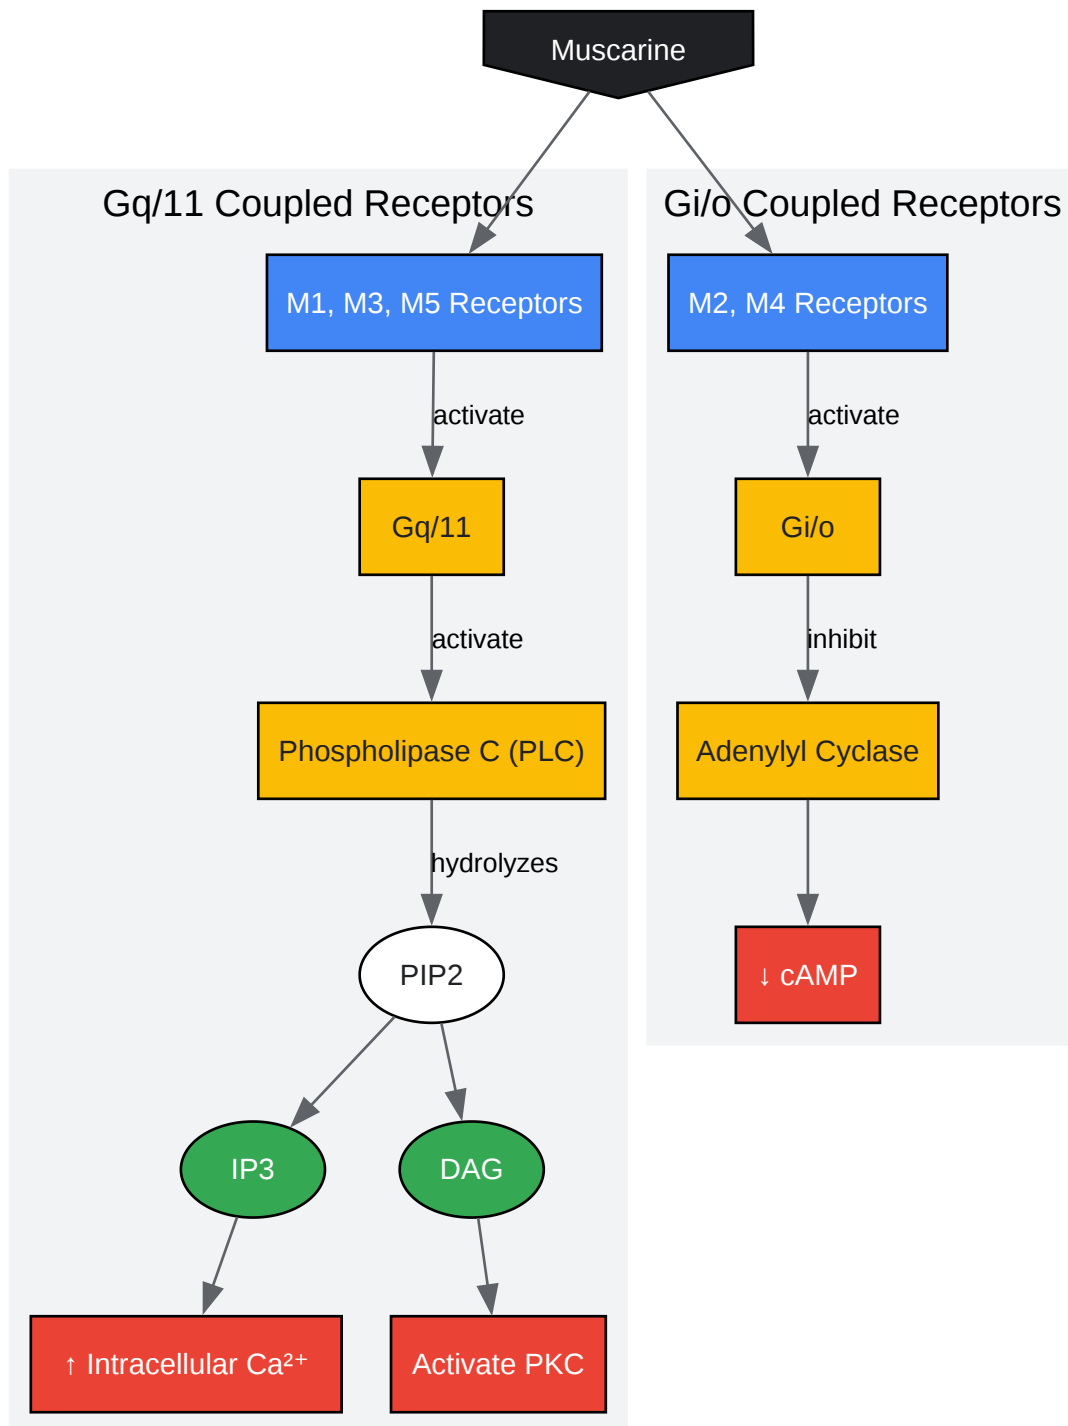 Muscarine
Gq/11 Coupled Receptors
M1, M3, M5 Receptors
activate
Gq/11
activate
Phospholipase C (PLC)
hydrolyzes
PIP2
IP3
DAG
↑ Intracellular Ca²⁺
Activate PKC
Gi/o Coupled Receptors
M2, M4 Receptors
activate
Gi/o
inhibit
Adenylyl Cyclase
↓ cAMP